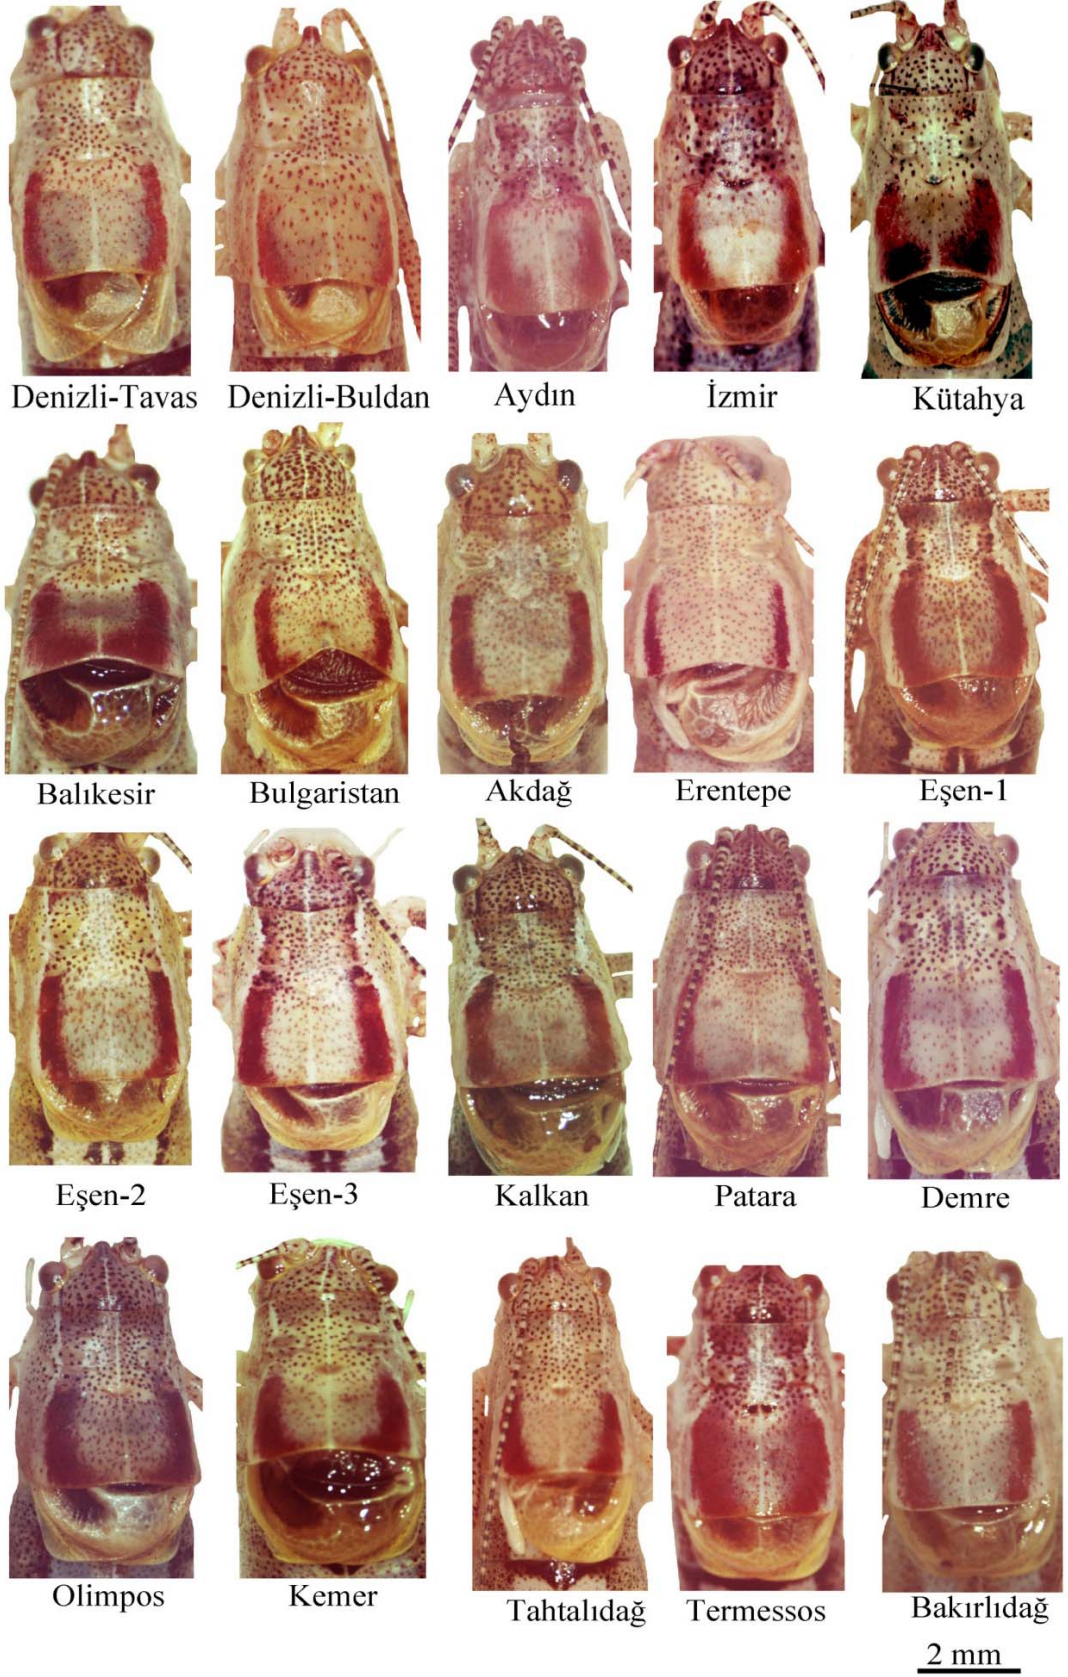 Denizli-Tavas Denizli-Buldan Aydın İzmir Kütahya
Balıkesir Bulgaristan Akdağ Erentepe Eşen-1
Eşen-2 Eşen-3 Kalkan Patara Demre
Olimpos Kemer Tahtalıdağ Termessos Bakırlıdağ
2 mm